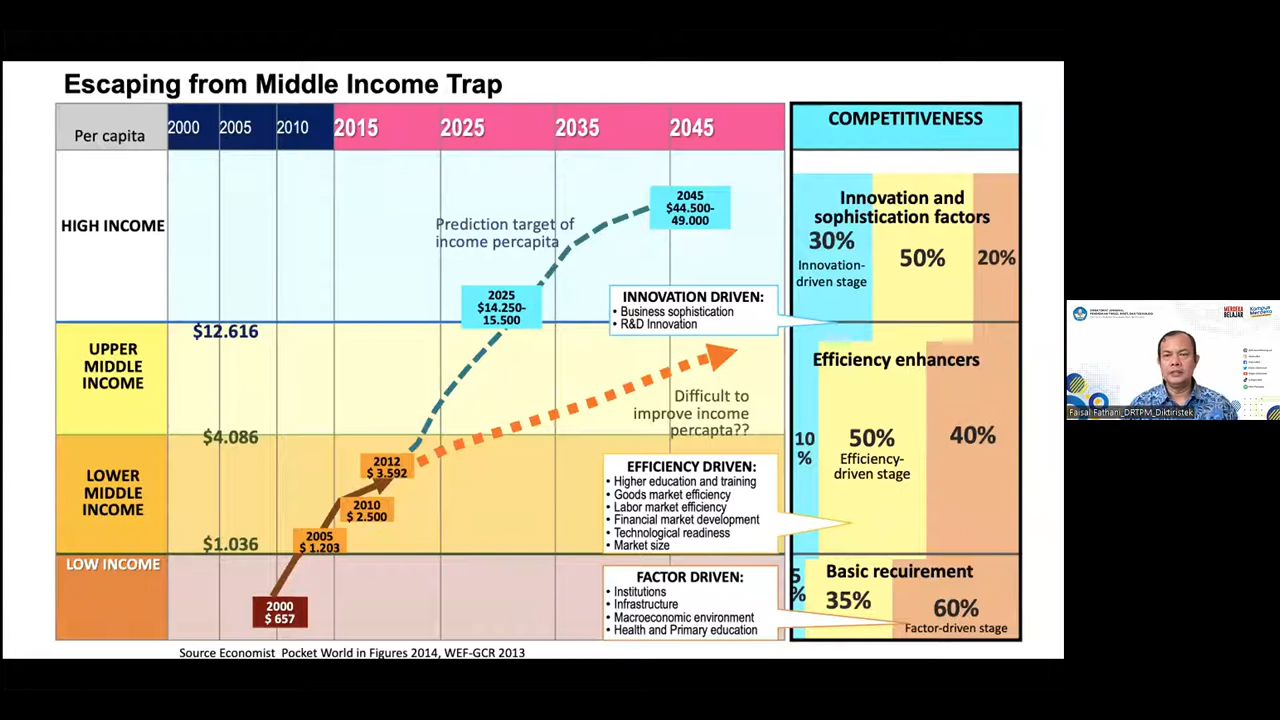 Escaping from Middle Income Trap
Per capita
2000
2005
2010
2015
2025
2035
2045
HIGH INCOME
$12.616
UPPER
MIDDLE
INCOME
$4.086
LOWER
MIDDLE
INCOME
$1.036
LOW INCOME
2045
$44.500-
49.000
Prediction target of
income percapita
2025
$14.250-
15.500
Difficult to
improve income
percapta??
2012
$ 3.592
2010
$ 2.500
2005
$ 1.203
2000
$ 657
INNOVATION DRIVEN:
• Business sophistication
• R&D Innovation
EFFICIENCY DRIVEN:
• Higher education and training
• Goods market efficiency
• Labor market efficiency
• Financial market development
• Technological readiness
• Market size
FACTOR DRIVEN:
• Institutions
• Infrastructure
• Macroeconomic environment
• Health and Primary education
COMPETITIVENESS
Innovation and
sophistication factors
30%
Innovation-
driven stage
50%
20%
Efficiency enhancers
10
%
50%
Efficiency-
driven stage
40%
Basic recuirement
5
%
35%
60%
Factor-driven stage
Source Economist Pocket World in Figures 2014, WEF-GCR 2013
MERDEKA
BELAJAR
Kampus
Merdeka
Faisal Fathani_DRTPM_Diktiristek